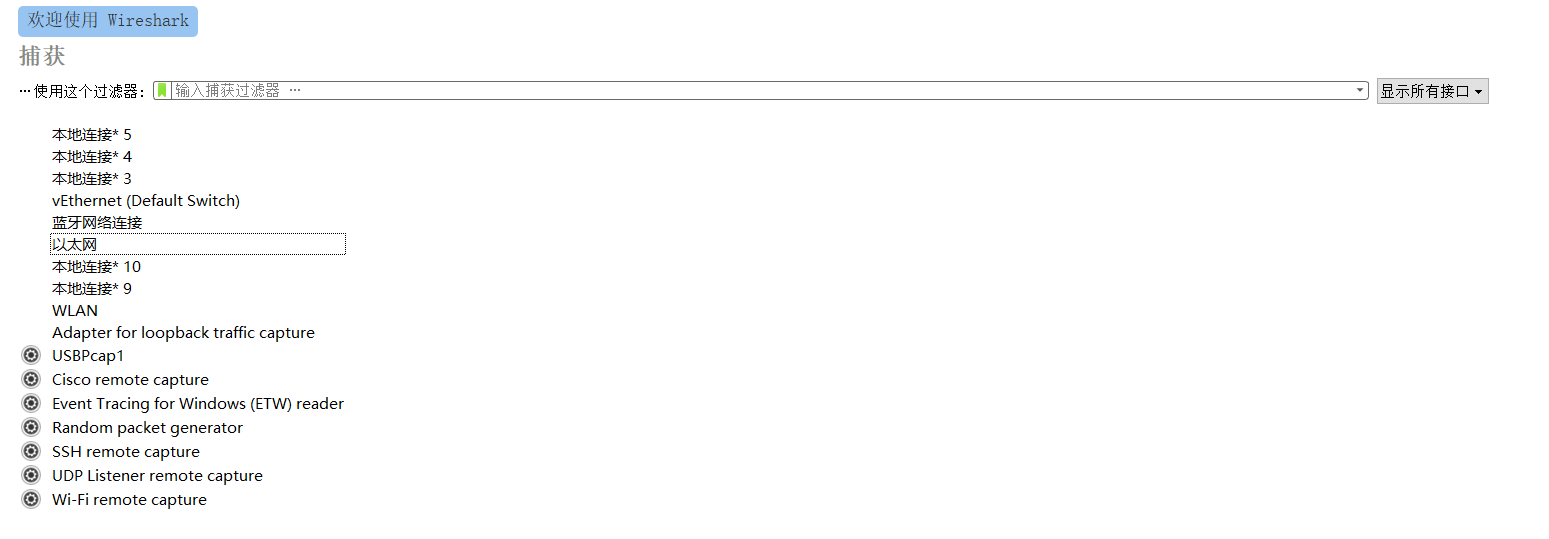 欢迎使用 Wireshark
捕获
…使用这个过滤器： 输入捕获过滤器 … 显示所有接口
本地连接* 5
本地连接* 4
本地连接* 3
vEthernet (Default Switch)
蓝牙网络连接
以太网
本地连接* 10
本地连接* 9
WLAN
Adapter for loopback traffic capture
USBPcap1
Cisco remote capture
Event Tracing for Windows (ETW) reader
Random packet generator
SSH remote capture
UDP Listener remote capture
Wi-Fi remote capture